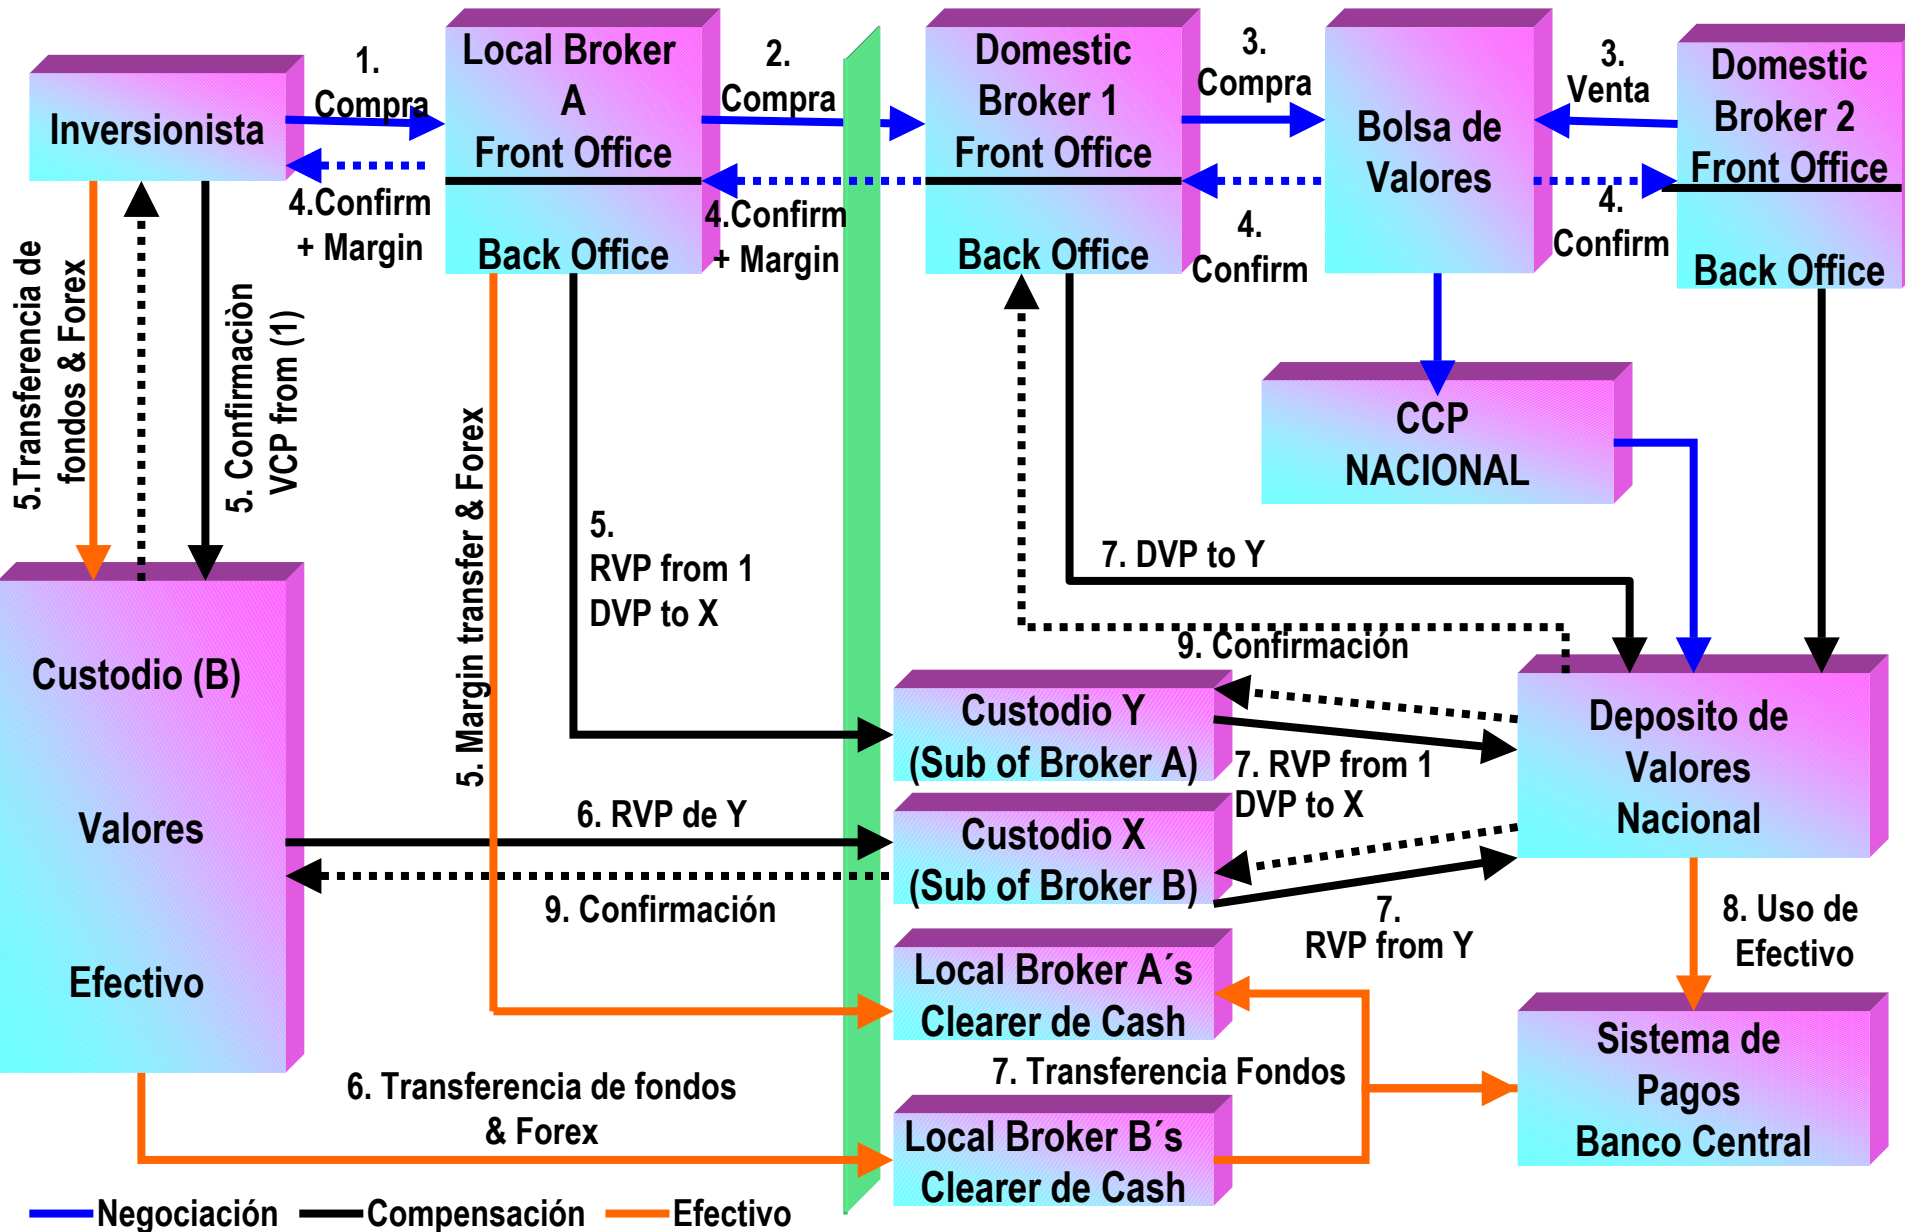 1.
Compra
Local Broker
A
Front Office
Back Office
2.
Compra
Domestic
Broker 1
Front Office
Back Office
3.
Compra
Bolsa de
Valores
3.
Venta
Domestic
Broker 2
Front Office
Back Office
Inversionista
4.Confirm
+ Margin
4.Confirm
+ Margin
4.
Confirm
4.
Confirm
5.Transferencia de
fondos & Forex
5. Confirmaciòn
VCP from (1)
5. Margin transfer & Forex
5.
RVP from 1
DVP to X
CCP
NACIONAL
7. DVP to Y
9. Confirmación
Custodio (B)
Valores
Efectivo
Custodio Y
(Sub of Broker A)
7. RVP from 1
DVP to X
Deposito de
Valores
Nacional
6. RVP de Y
Custodio X
(Sub of Broker B)
9. Confirmación
7.
RVP from Y
8. Uso de
Efectivo
Local Broker A´s
Clearer de Cash
7. Transferencia Fondos
Sistema de
Pagos
Banco Central
6. Transferencia de fondos
& Forex
Local Broker B´s
Clearer de Cash
Negociación
Compensación
Efectivo